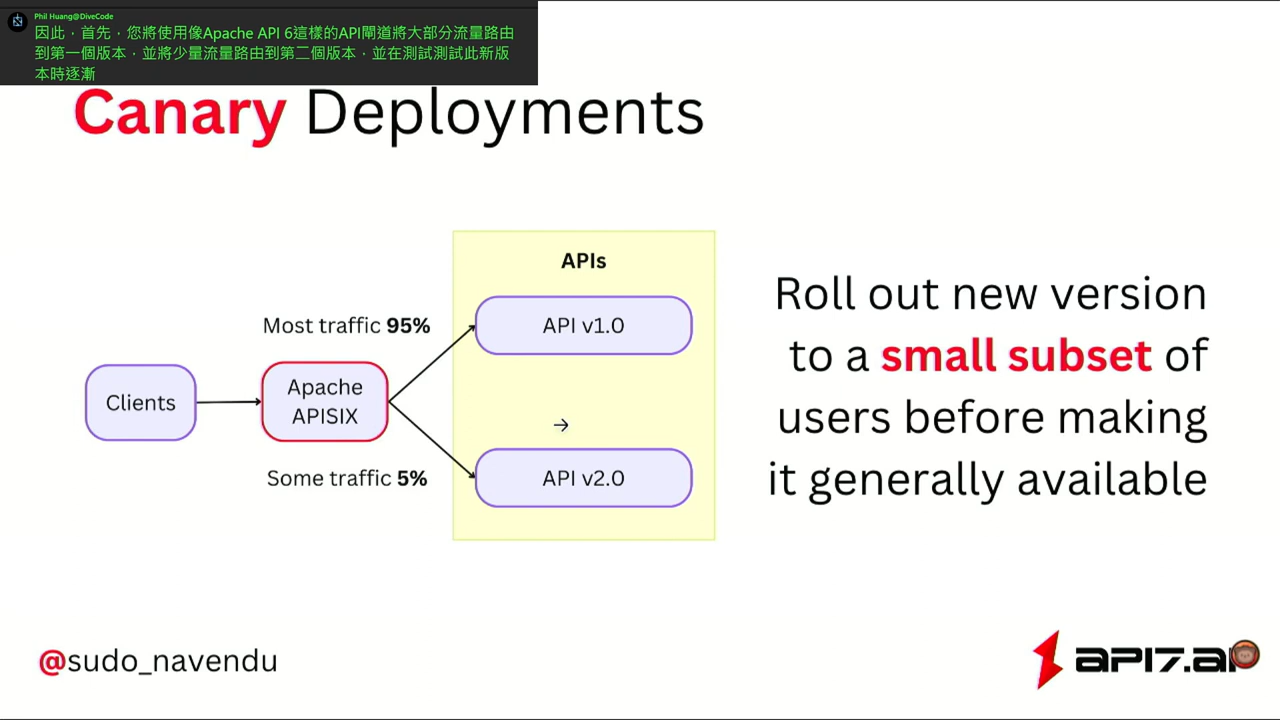 Phil Huang@DiveCode
因此，首先，您將使用像Apache API 6這樣的API閘道將大部分流量路由
到第一個版本，並將少量流量路由到第二個版本，並在測試測試此新版
本時逐漸
Canary Deployments
APIs
Most traffic 95%
API v1.0
Clients
Apache
APISIX
→
Some traffic 5%
API v2.0
Roll out new version
to a small subset of
users before making
it generally available
@sudo_navendu
API7.ai